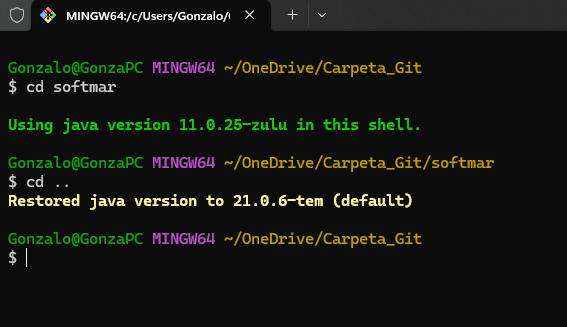 MINGW64:/c/Users/Gonzalo/
Gonzalo@GonzaPC MINGW64 ~/OneDrive/Carpeta_Git
$ cd softmar
Using java version 11.0.25-zulu in this shell.
Gonzalo@GonzaPC MINGW64 ~/OneDrive/Carpeta_Git/softmar
$ cd ..
Restored java version to 21.0.6-tem (default)
Gonzalo@GonzaPC MINGW64 ~/OneDrive/Carpeta_Git
$